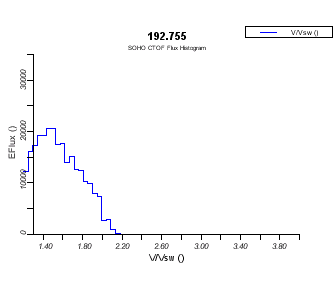 V/Vsw ()
192.755
SOHO CTOF Flux Histogram
EFlux ()
30000
20000
10000
0
1.40 1.80 2.20 2.60 3.00 3.40 3.80
V/Vsw ()